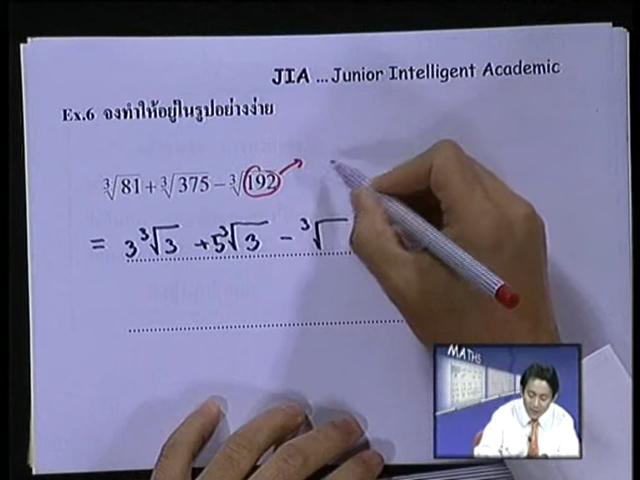 JIA ... Junior Intelligent Academic
Ex.6 จงทำให้อยู่ในรูปอย่างง่าย
∛81 + ∛375 − ∛192
= 3∛3 + 5∛3 − ∛
MATHS